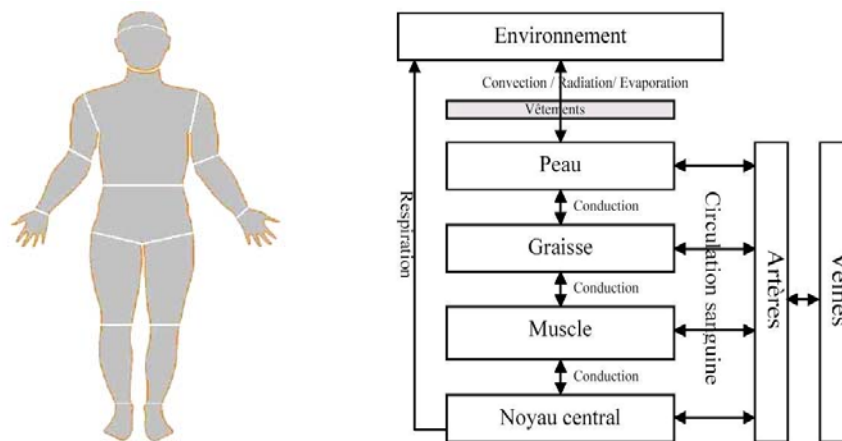 Environnement
Convection / Radiation/ Evaporation
Vêtements
Peau
Conduction
Graisse
Conduction
Muscle
Conduction
Noyau central
Respiration
Circulation sanguine
Artères
Veines